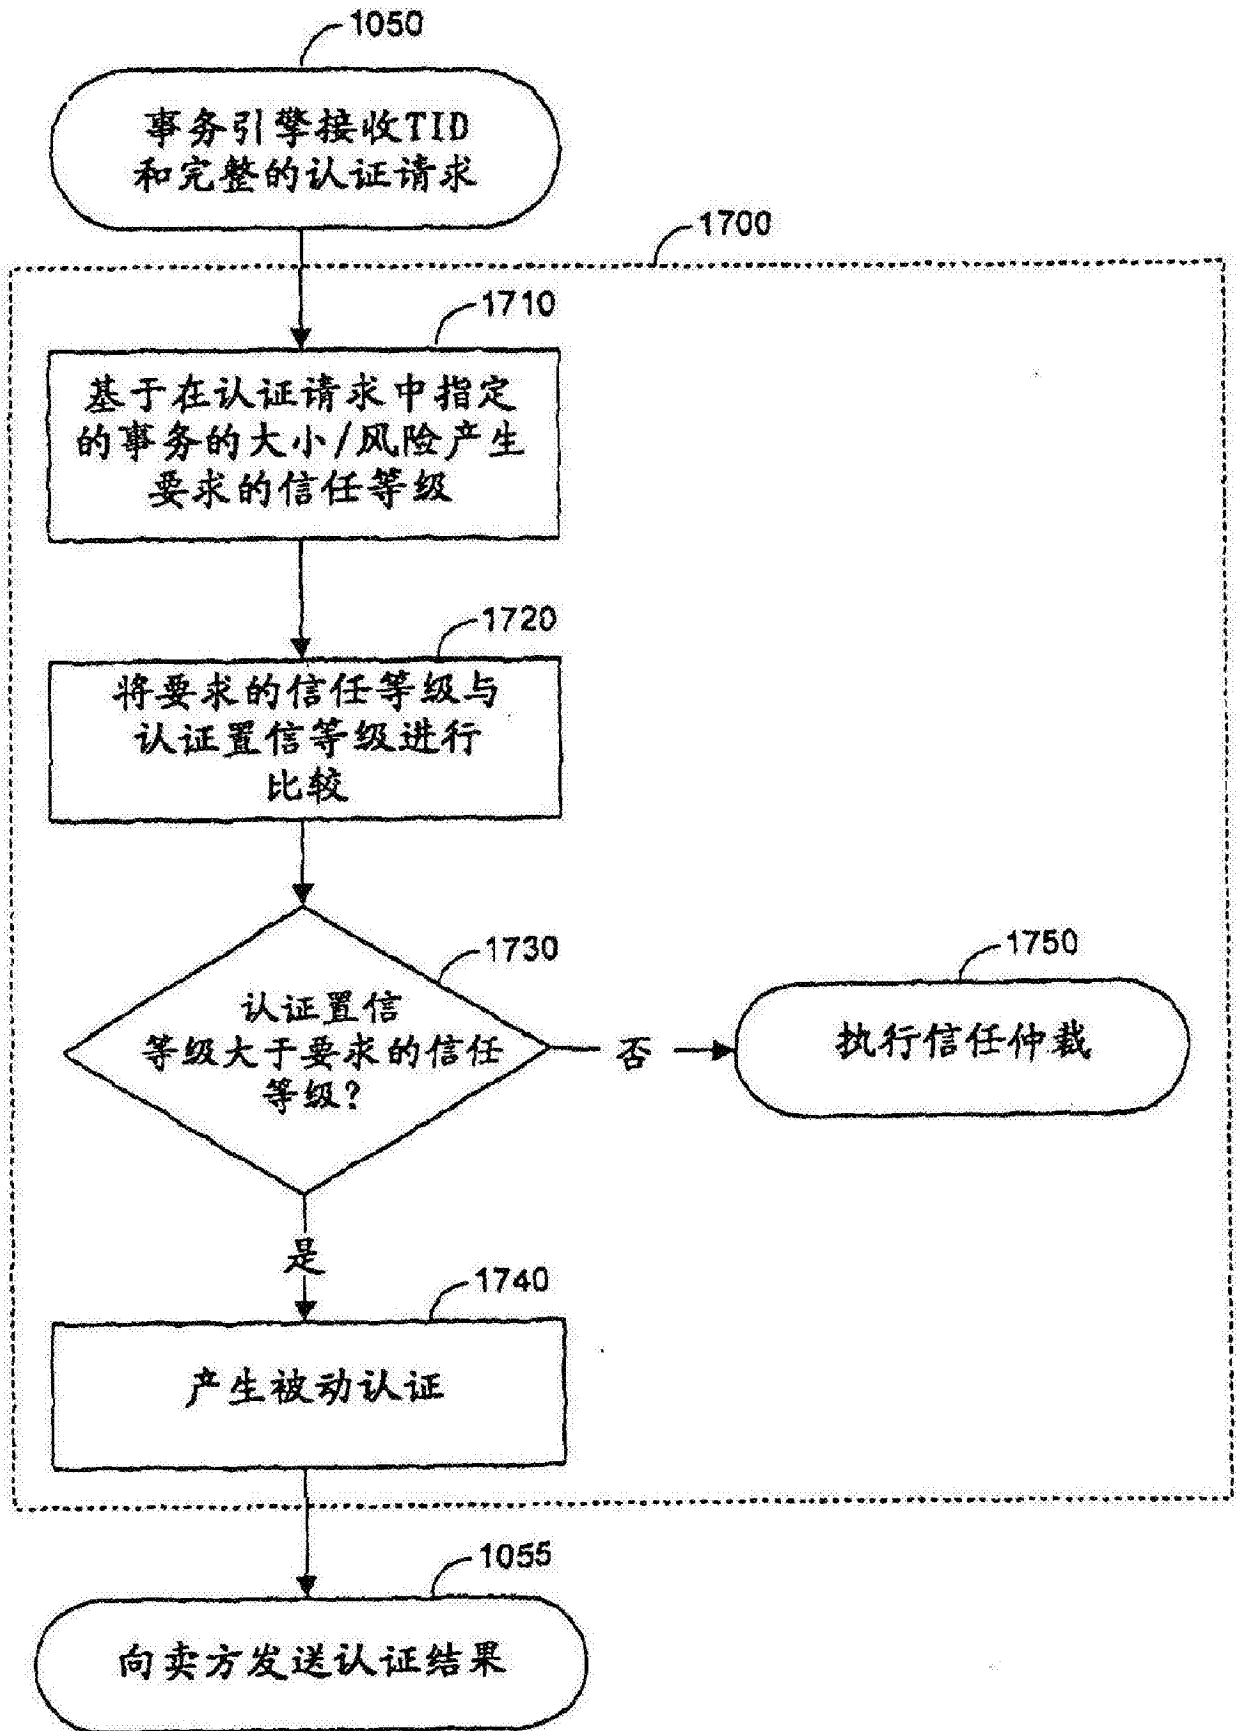 1050
事务引擎接收TID
和完整的认证请求
1700
1710
基于在认证请求中指定
的事务的大小/风险产生
要求的信任等级
1720
将要求的信任等级与
认证置信等级进行
比较
1730
认证置信
等级大于要求的信任
等级?
否
1750
执行信任仲裁
是
1740
产生被动认证
1055
向卖方发送认证结果